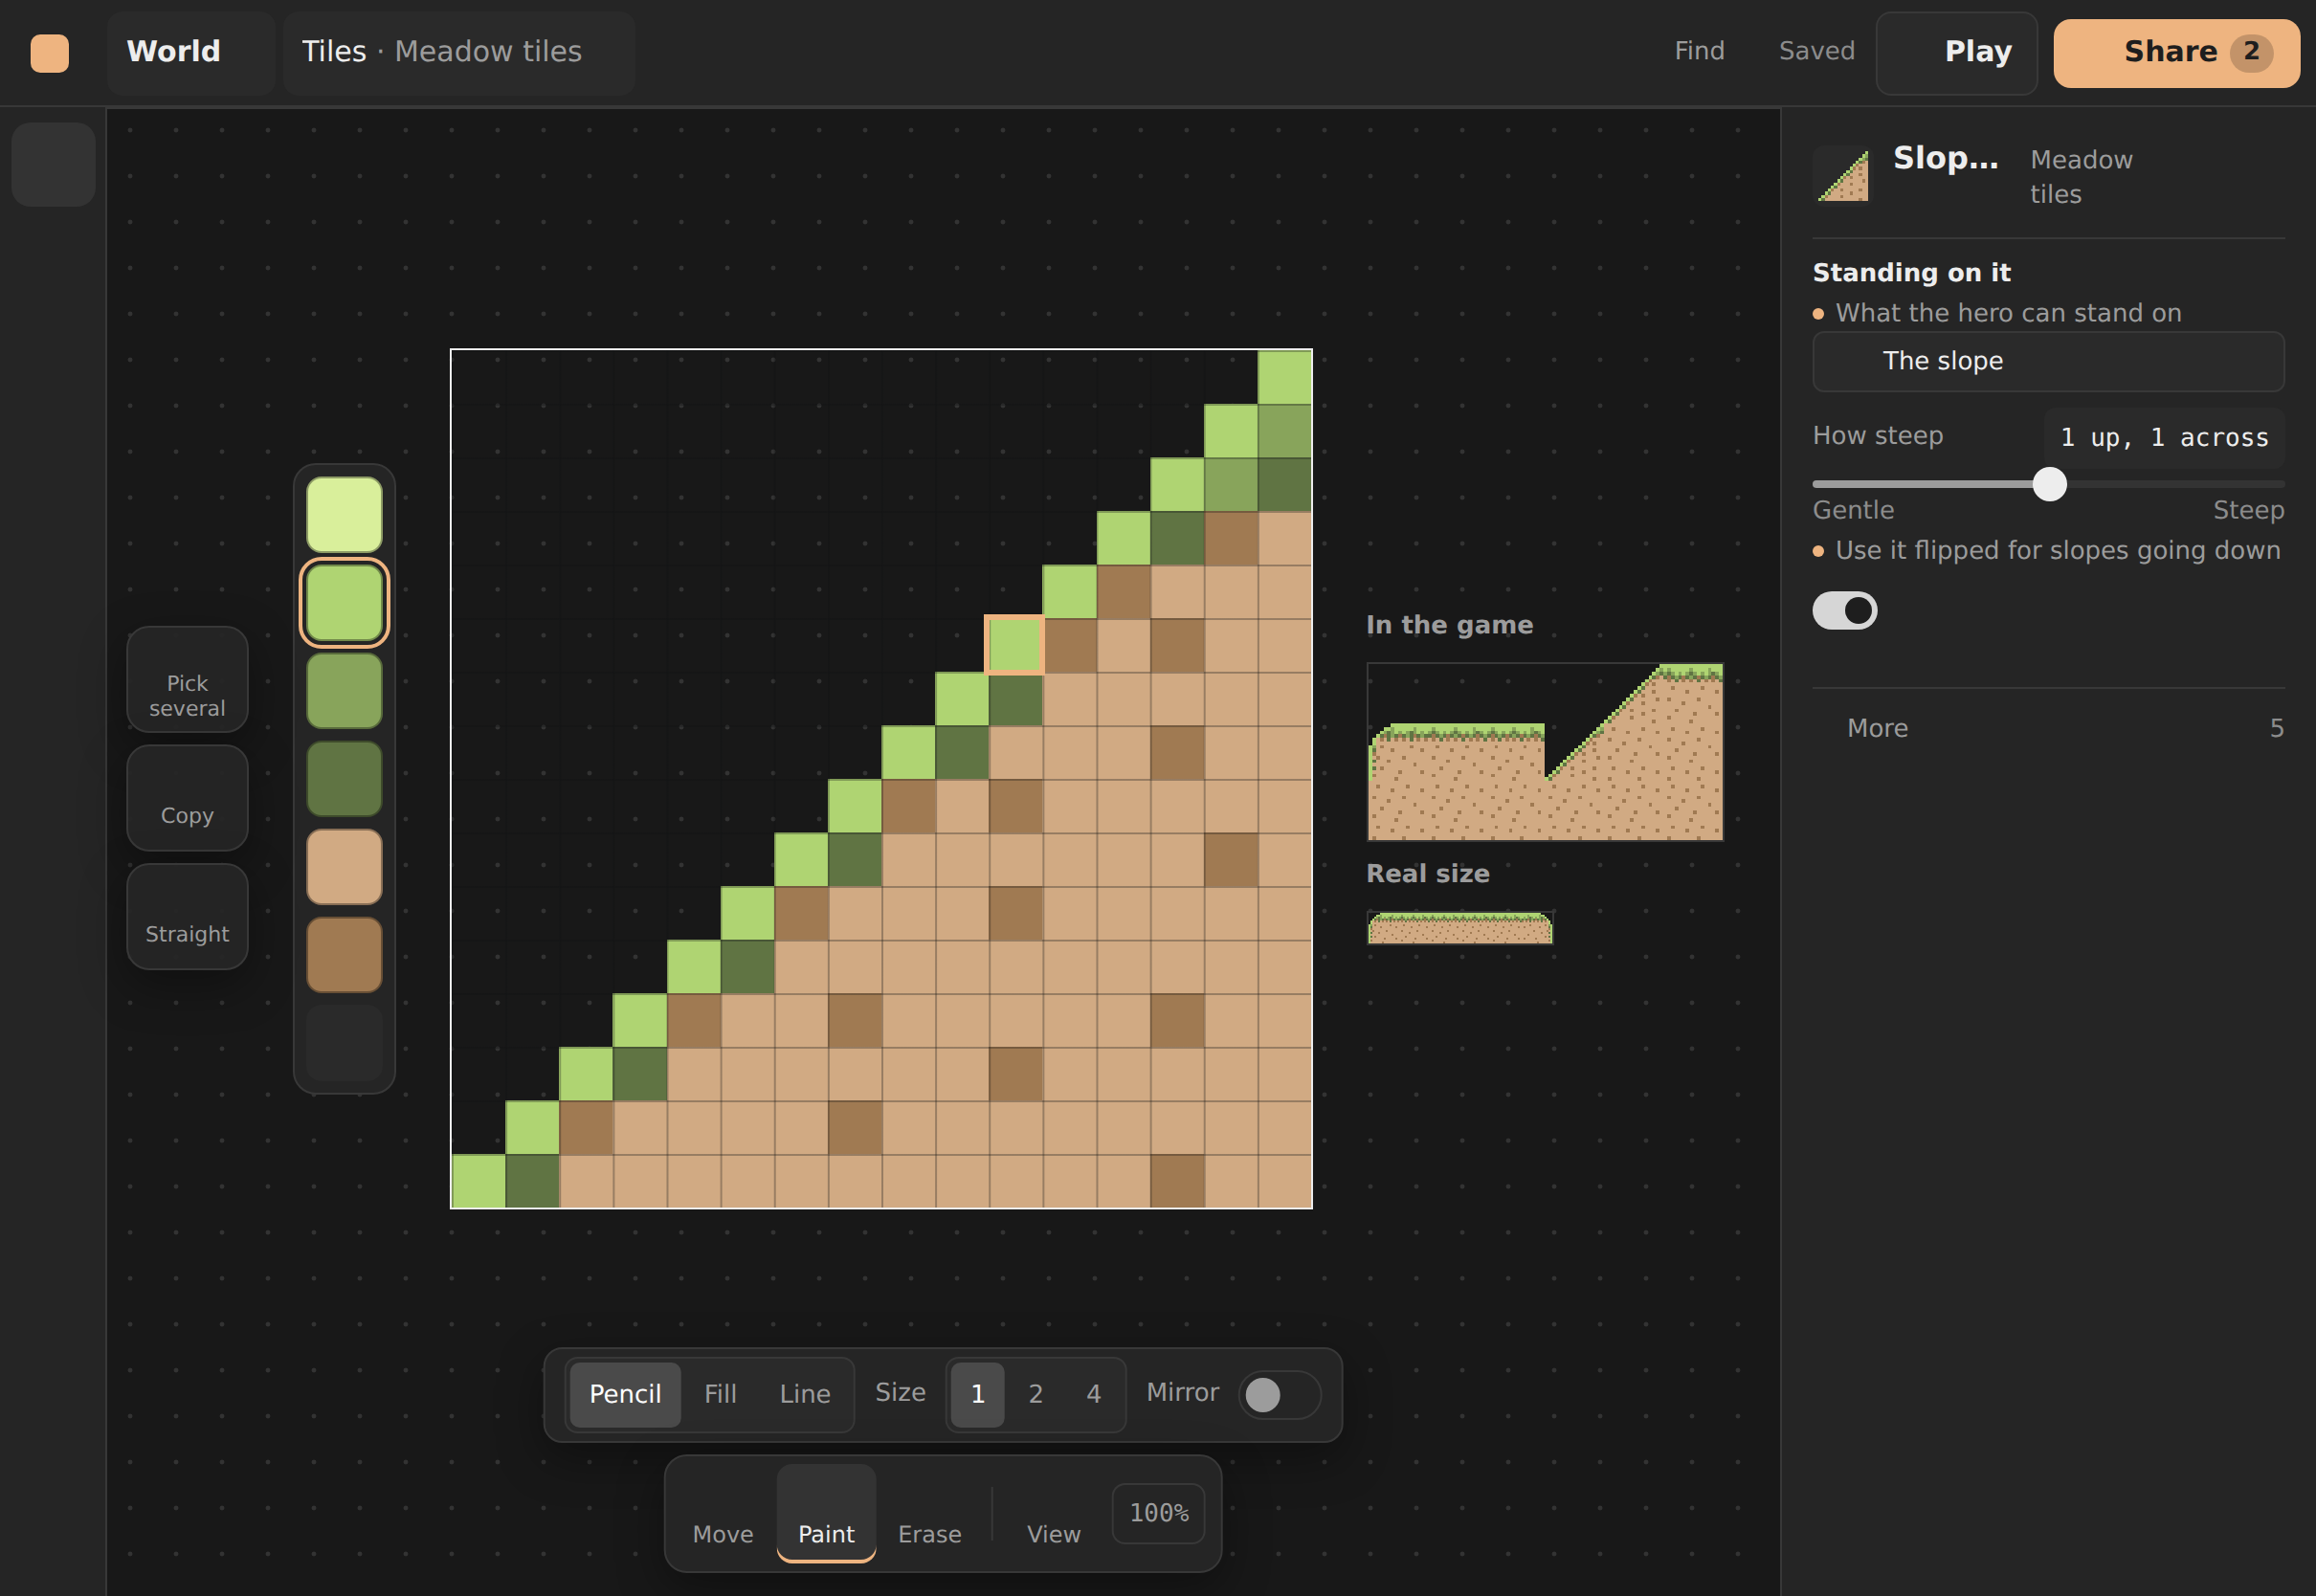 World
Tiles · Meadow tiles
Find
Saved
Play
Share 2
Slop…
Meadow
tiles
Standing on it
What the hero can stand on
The slope
How steep
1 up, 1 across
Gentle
Steep
Use it flipped for slopes going down
More
5
Pick
several
Copy
Straight
In the game
Real size
Pencil
Fill
Line
Size
1
2
4
Mirror
Move
Paint
Erase
View
100%